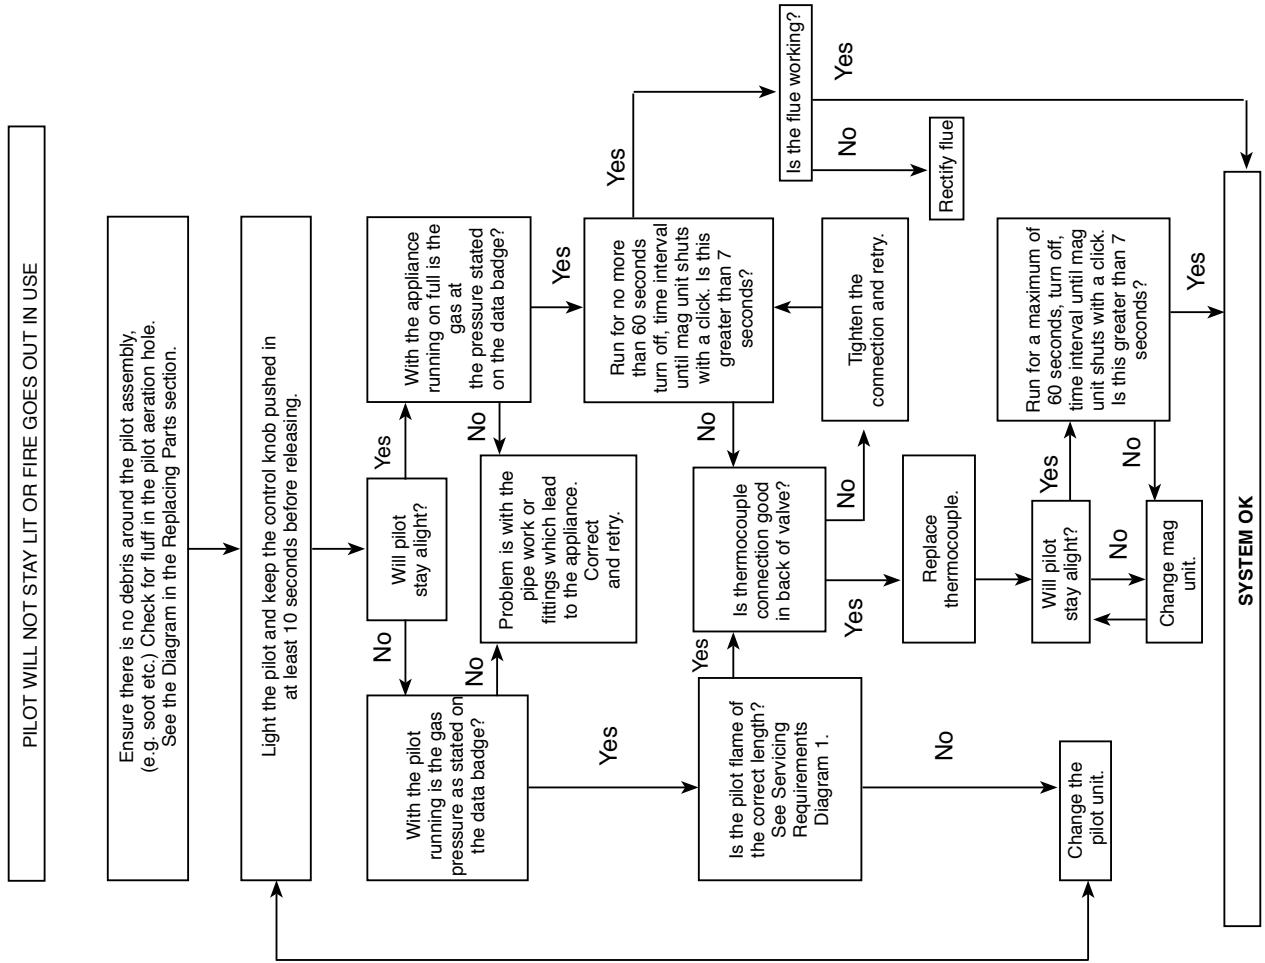 PILOT WILL NOT STAY LIT OR FIRE GOES OUT IN USE
Ensure there is no debris around the pilot assembly,
(e.g. soot etc.) Check for fluff in the pilot aeration hole.
See the Diagram in the Replacing Parts section.
Light the pilot and keep the control knob pushed in
at least 10 seconds before releasing.
Will pilot
stay alight?
No
Yes
With the pilot
running is the gas
pressure as stated on
the data badge?
No
Yes
With the appliance
running on full is the
gas at
the pressure stated
on the data badge?
No
Yes
Problem is with the
pipe work or
fittings which lead
to the appliance.
Correct
and retry.
Run for no more
than 60 seconds
turn off, time interval
until mag unit shuts
with a click. Is this
greater than 7
seconds?
No
Yes
Is the flue working?
No
Yes
Rectify flue
Is the pilot flame of
the correct length?
See Servicing
Requirements
Diagram 1.
Yes
No
Is thermocouple
connection good
in back of valve?
Yes
No
Tighten the
connection and retry.
Replace
thermocouple.
Will pilot
stay alight?
Yes
No
Change mag
unit.
Run for a maximum of
60 seconds, turn off,
time interval until mag
unit shuts with a click.
Is this greater than 7
seconds?
No
Yes
Change the
pilot unit.
SYSTEM OK